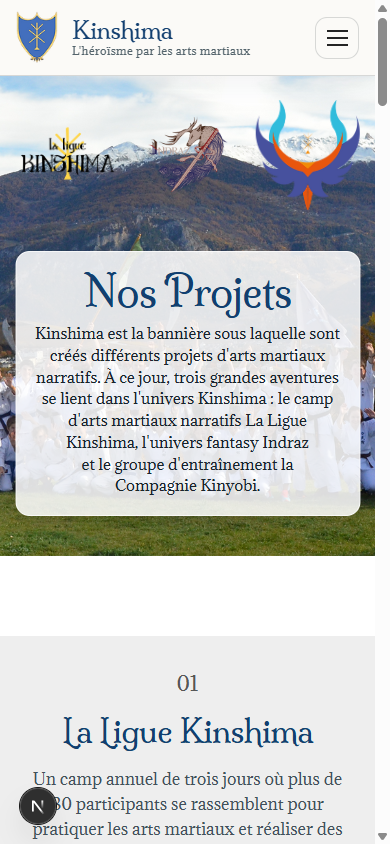 Kinshima
L'héroïsme par les arts martiaux
la ligue
KINSHIMA
Nos Projets
Kinshima est la bannière sous laquelle sont
créés différents projets d'arts martiaux
narratifs. À ce jour, trois grandes aventures
se lient dans l'univers Kinshima : le camp
d'arts martiaux narratifs La Ligue
Kinshima, l'univers fantasy Indraz
et le groupe d'entraînement la
Compagnie Kinyobi.
01
La Ligue Kinshima
Un camp annuel de trois jours où plus de
30 participants se rassemblent pour
pratiquer les arts martiaux et réaliser des
N